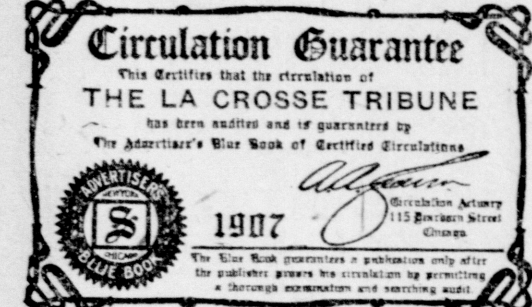 Circulation Guarantee
This Certifies that the circulation of
THE LA CROSSE TRIBUNE
has been audited and is guaranteed by
The Advertiser's Blue Book of Certified Circulations
ADVERTISERS
NEW YORK
S
CHICAGO
BLUE BOOK
1907
Circulation Actuary
115 Dearborn Street
Chicago
The Blue Book guarantees a publication only after
the publisher proves his circulation by permitting
a thorough examination and searching audit.